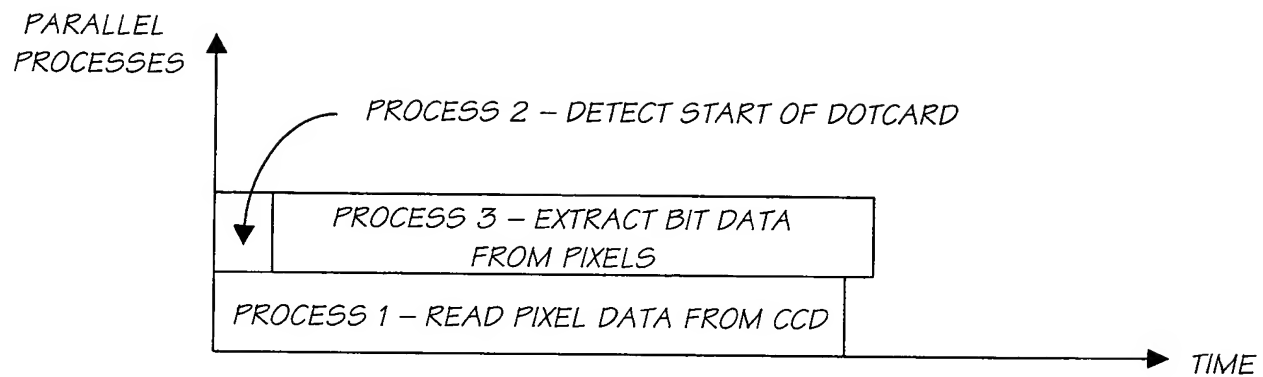 PARALLEL
PROCESSES
PROCESS 2 – DETECT START OF DOTCARD
PROCESS 3 – EXTRACT BIT DATA
FROM PIXELS
PROCESS 1 – READ PIXEL DATA FROM CCD
TIME